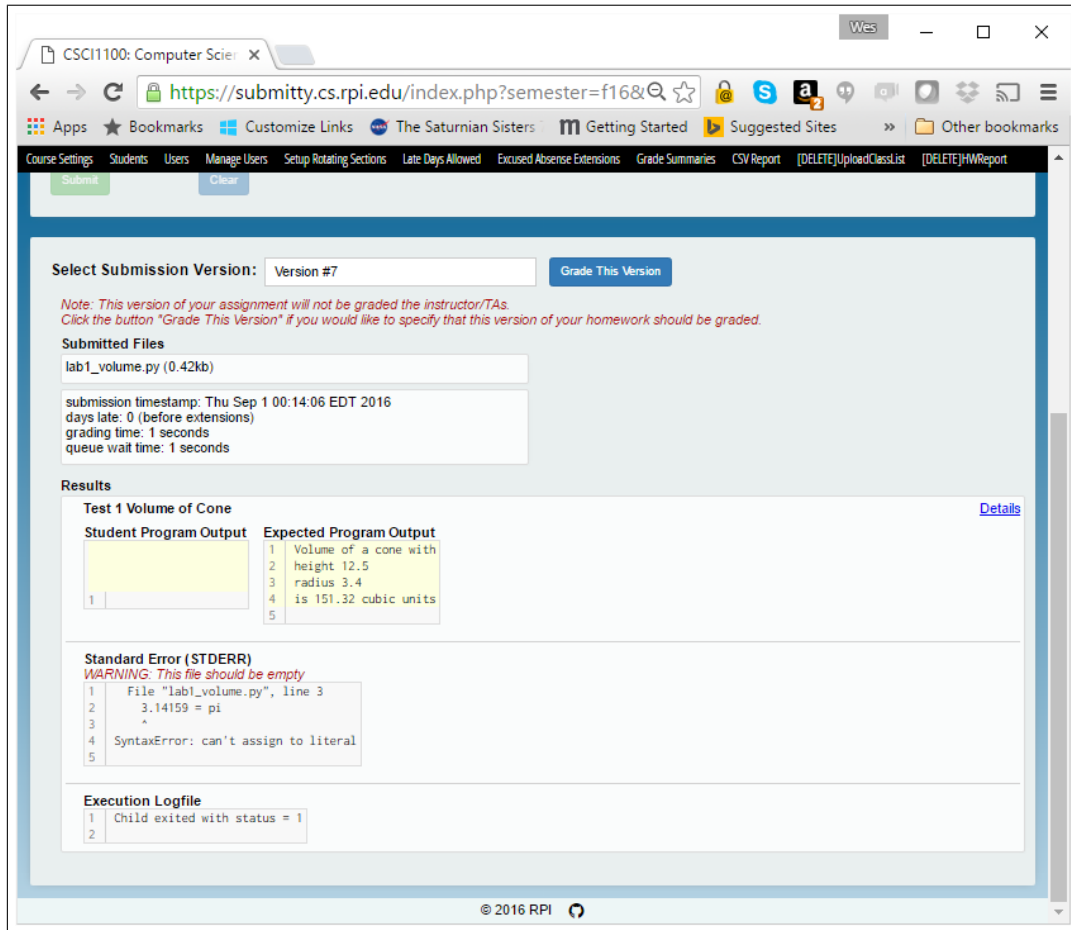 Wes
CSCI1100: Computer Scien
https://submitty.cs.rpi.edu/index.php?semester=f16&
Apps Bookmarks Customize Links The Saturnian Sisters Getting Started Suggested Sites » Other bookmarks
Course Settings Students Users Manage Users Setup Rotating Sections Late Days Allowed Excused Absense Extensions Grade Summaries CSV Report [DELETE]UploadClassList [DELETE]HWReport
Submit Clear
Select Submission Version: Version #7 Grade This Version
Note: This version of your assignment will not be graded the instructor/TAs.
Click the button "Grade This Version" if you would like to specify that this version of your homework should be graded.
Submitted Files
lab1_volume.py (0.42kb)
submission timestamp: Thu Sep 1 00:14:06 EDT 2016
days late: 0 (before extensions)
grading time: 1 seconds
queue wait time: 1 seconds
Results
Test 1 Volume of Cone Details
Student Program Output Expected Program Output
1 Volume of a cone with
2 height 12.5
3 radius 3.4
1 4 is 151.32 cubic units
5
Standard Error (STDERR)
WARNING: This file should be empty
1 File "lab1_volume.py", line 3
2 3.14159 = pi
3 ^
4 SyntaxError: can't assign to literal
5
Execution Logfile
1 Child exited with status = 1
2
© 2016 RPI